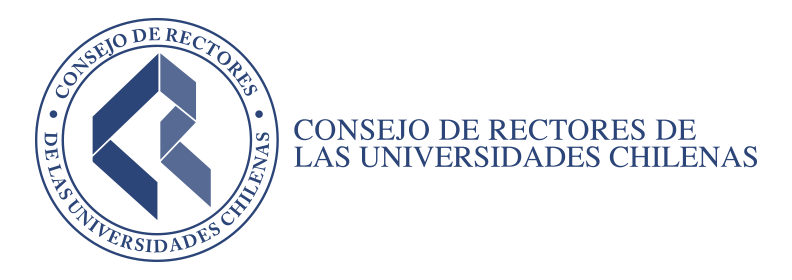 CONSEJO DE RECTORES
DE LAS UNIVERSIDADES CHILENAS
CONSEJO DE RECTORES DE
LAS UNIVERSIDADES CHILENAS